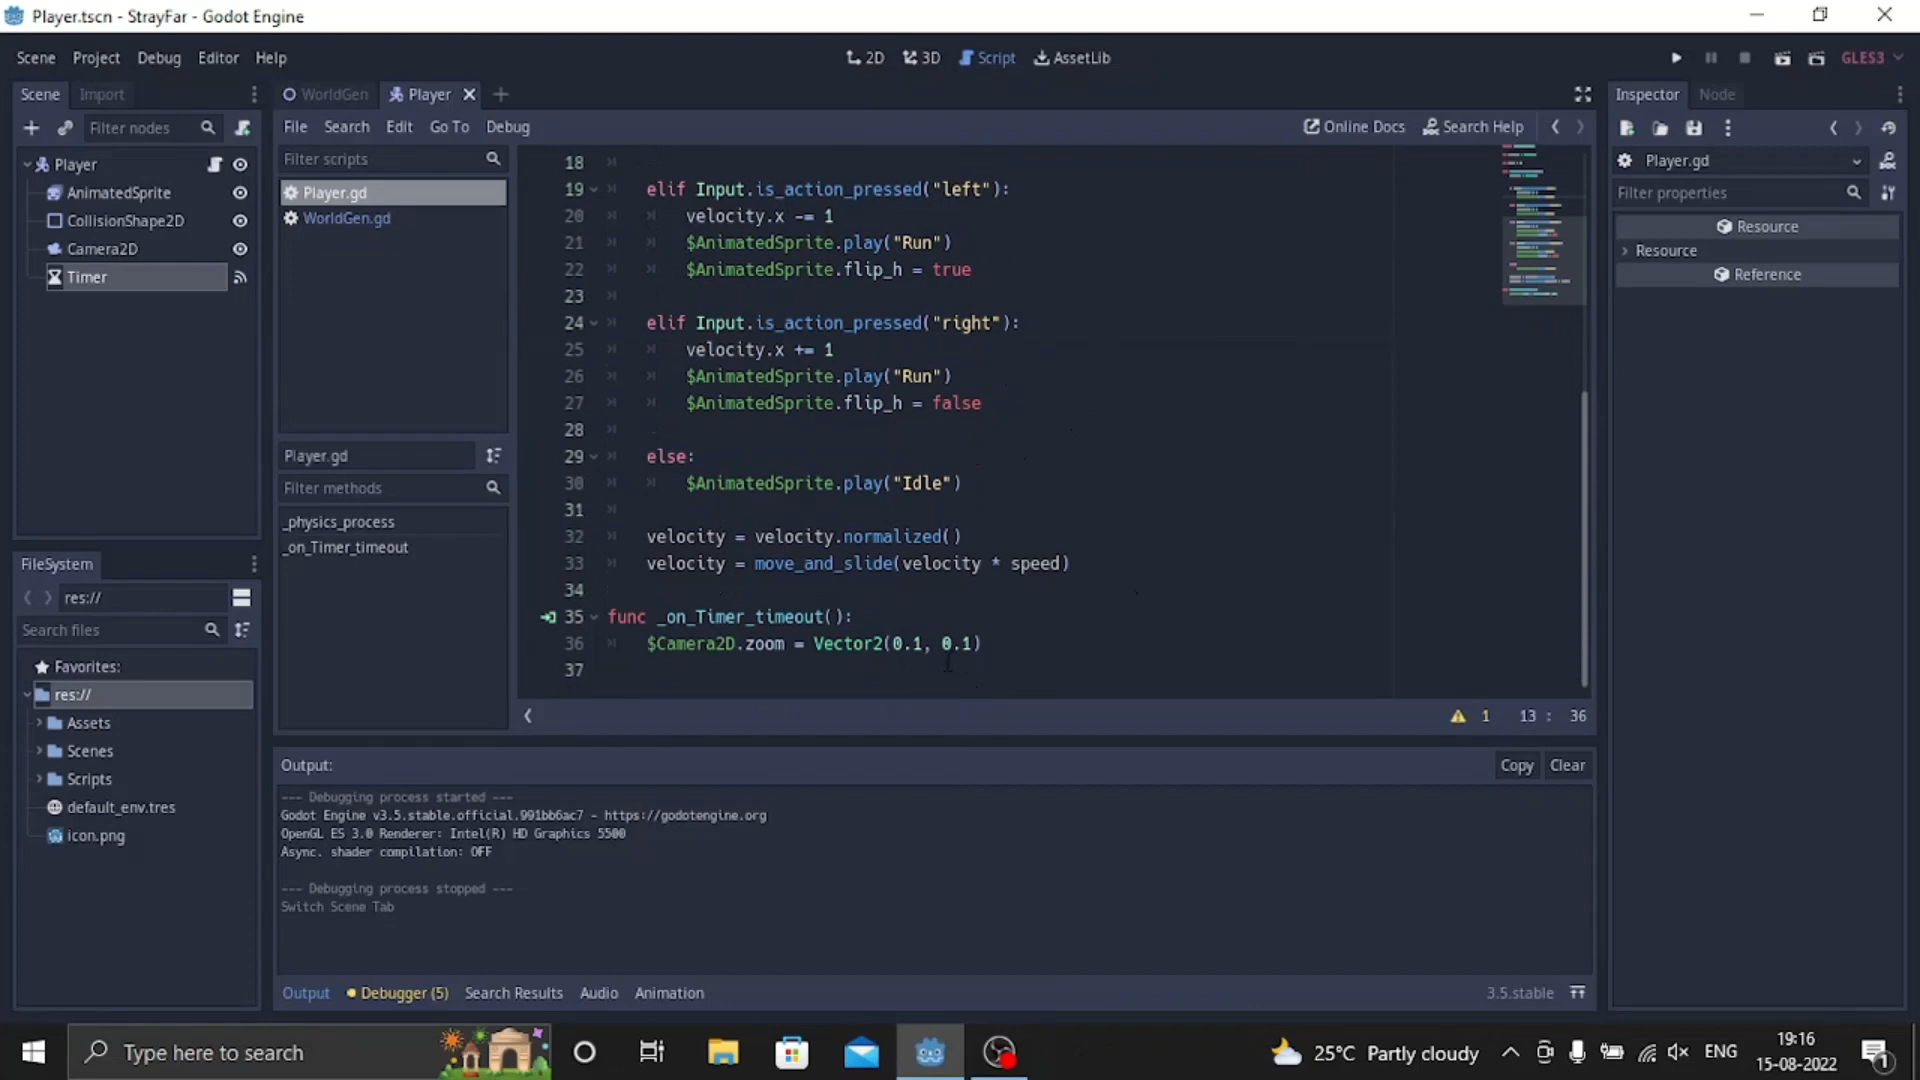 Player.tscn - StrayFar - Godot Engine
Scene Project Debug Editor Help
2D 3D Script AssetLib
GLES3
Scene Import
WorldGen Player
Inspector Node
Filter nodes
File Search Edit Go To Debug
Online Docs Search Help
Player
AnimatedSprite
CollisionShape2D
Camera2D
Timer
Filter scripts
Player.gd
WorldGen.gd
Player.gd
Filter methods
_physics_process
_on_Timer_timeout
18
19 elif Input.is_action_pressed("left"):
20 velocity.x -= 1
21 $AnimatedSprite.play("Run")
22 $AnimatedSprite.flip_h = true
23
24 elif Input.is_action_pressed("right"):
25 velocity.x += 1
26 $AnimatedSprite.play("Run")
27 $AnimatedSprite.flip_h = false
28
29 else:
30 $AnimatedSprite.play("Idle")
31
32 velocity = velocity.normalized()
33 velocity = move_and_slide(velocity * speed)
34
35 func _on_Timer_timeout():
36 $Camera2D.zoom = Vector2(0.1, 0.1)
37
1 13 : 36
Player.gd
Filter properties
Resource
Resource
Reference
FileSystem
res://
Search files
Favorites:
res://
Assets
Scenes
Scripts
default_env.tres
icon.png
Output:
Copy Clear
--- Debugging process started ---
Godot Engine v3.5.stable.official.991bb6ac7 - https://godotengine.org
OpenGL ES 3.0 Renderer: Intel(R) HD Graphics 5500
Async. shader compilation: OFF
--- Debugging process stopped ---
Switch Scene Tab
Output Debugger (5) Search Results Audio Animation
3.5.stable
Type here to search
25°C Partly cloudy
ENG
19:16
15-08-2022
1